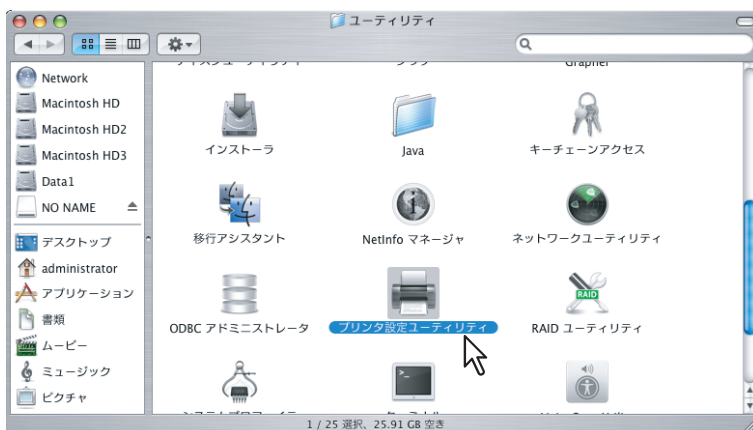 ユーティリティ
Network
Macintosh HD
Macintosh HD2
Macintosh HD3
Data1
NO NAME
デスクトップ
administrator
アプリケーション
書類
ムービー
ミュージック
ピクチャ
Grapher
インストーラ
Java
キーチェーンアクセス
移行アシスタント
NetInfo マネージャ
ネットワークユーティリティ
ODBC アドミニストレータ
プリンタ設定ユーティリティ
RAID
RAID ユーティリティ
1 / 25 選択、25.91 GB 空き